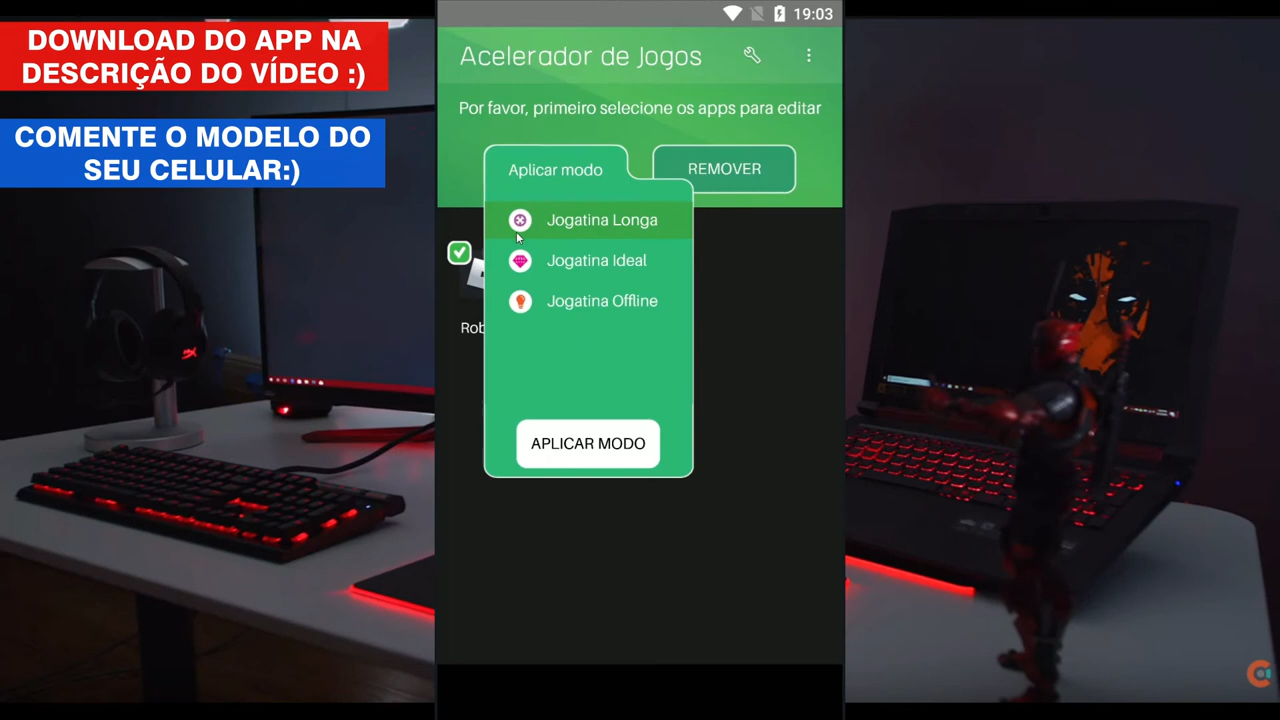 DOWNLOAD DO APP NA
DESCRIÇÃO DO VÍDEO :)
COMENTE O MODELO DO
SEU CELULAR:)
19:03
Acelerador de Jogos
Por favor, primeiro selecione os apps para editar
Aplicar modo
REMOVER
Jogatina Longa
Jogatina Ideal
Jogatina Offline
Rob
APLICAR MODO